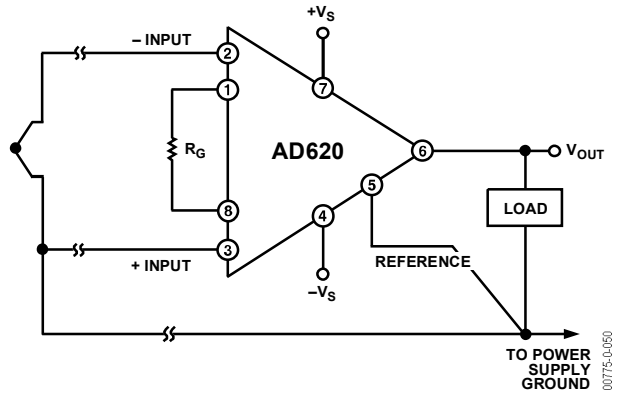 +VS
– INPUT
2
1
7
RG
AD620
6
VOUT
5
8
4
LOAD
3
+ INPUT
REFERENCE
–VS
TO POWER
SUPPLY
GROUND
00775-0-050